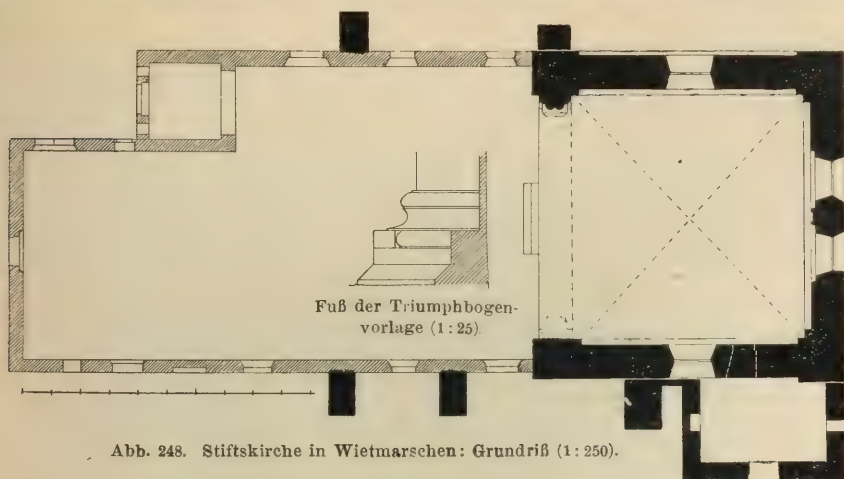 Fuß der Triumphbogen-
vorlage (1:25)
Abb. 248. Stiftskirche in Wietmarschen: Grundriß (1:250).